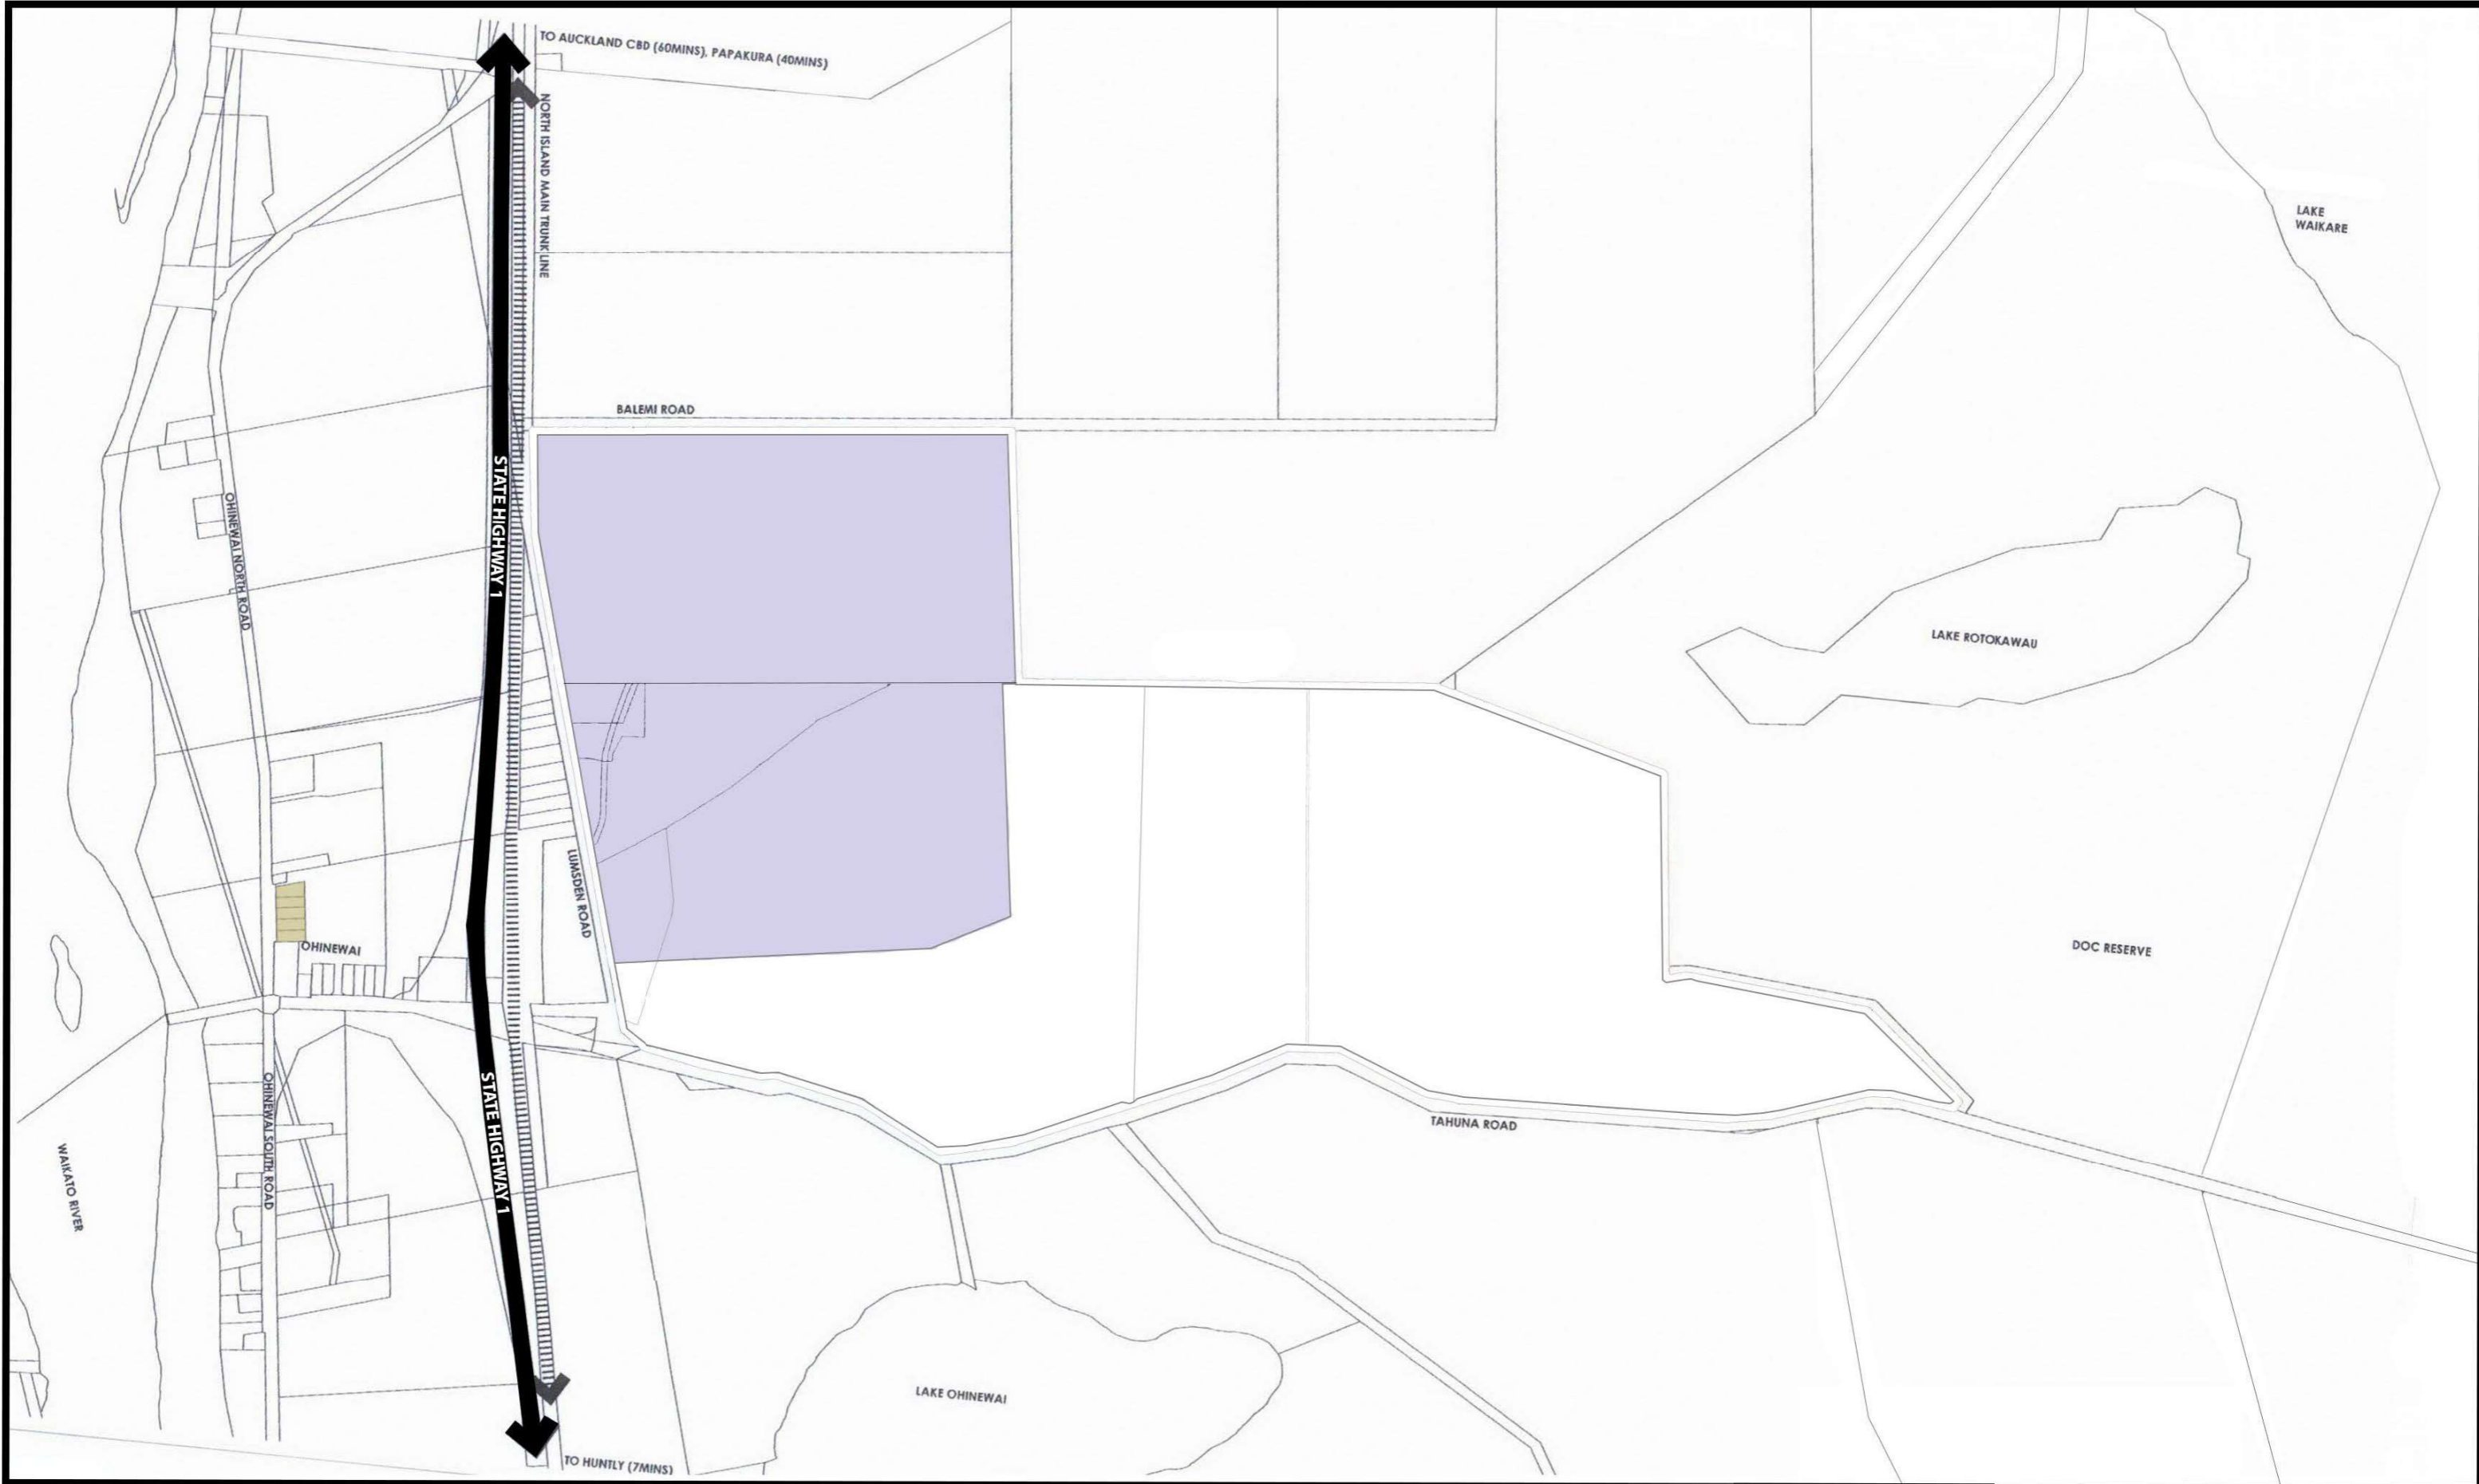 TO AUCKLAND CBD (60MINS), PAPAKURA (40MINS)
NORTH ISLAND MAIN TRUNK LINE
LAKE
WAIKARE
BALEMI ROAD
STATE HIGHWAY 1
OHINEWAI NORTH ROAD
LAKE ROTOKAWAU
LUMSDEN ROAD
OHINEWAI
DOC RESERVE
OHINEWAI SOUTH ROAD
STATE HIGHWAY 1
TAHUNA ROAD
WAIKATO RIVER
LAKE OHINEWAI
TO HUNTLY (7MINS)